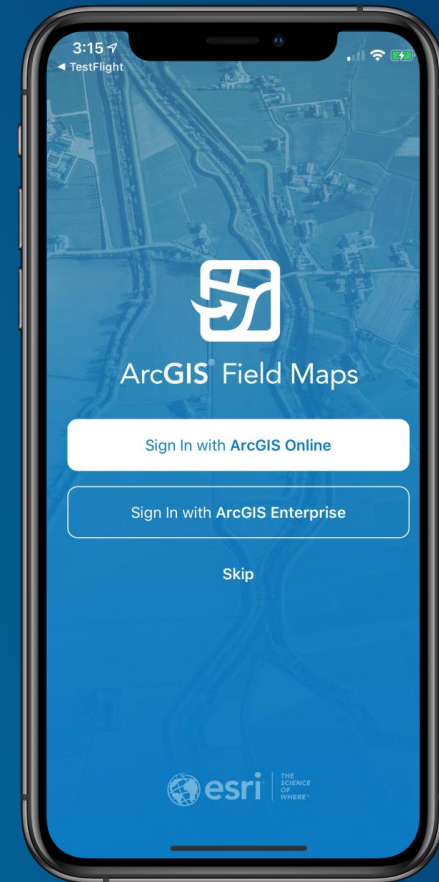 3:15
◀ TestFlight
ArcGIS® Field Maps
Sign In with ArcGIS Online
Sign In with ArcGIS Enterprise
Skip
esri
THE
SCIENCE
OF
WHERE®